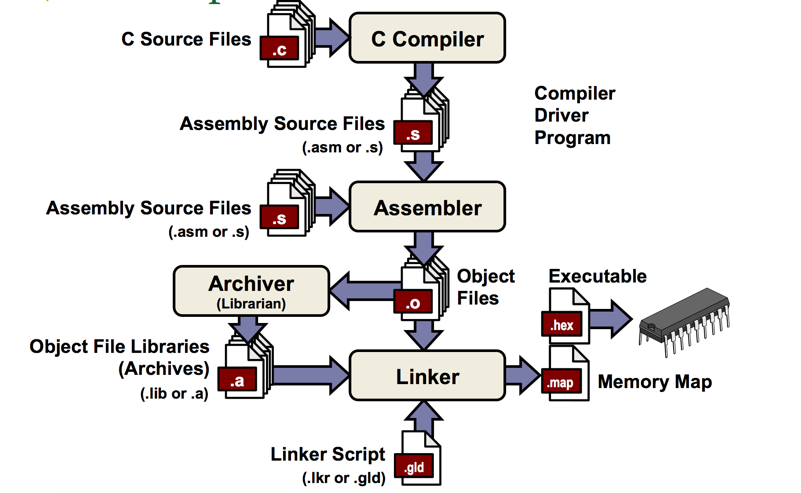 C Source Files
.c
C Compiler
Compiler
Driver
Program
Assembly Source Files
(.asm or .s)
.s
Assembly Source Files
(.asm or .s)
.s
Assembler
Archiver
(Librarian)
.o
Object
Files
Executable
.hex
Object File Libraries
(Archives)
(.lib or .a)
.a
Linker
.map
Memory Map
Linker Script
(.lkr or .gld)
.gld